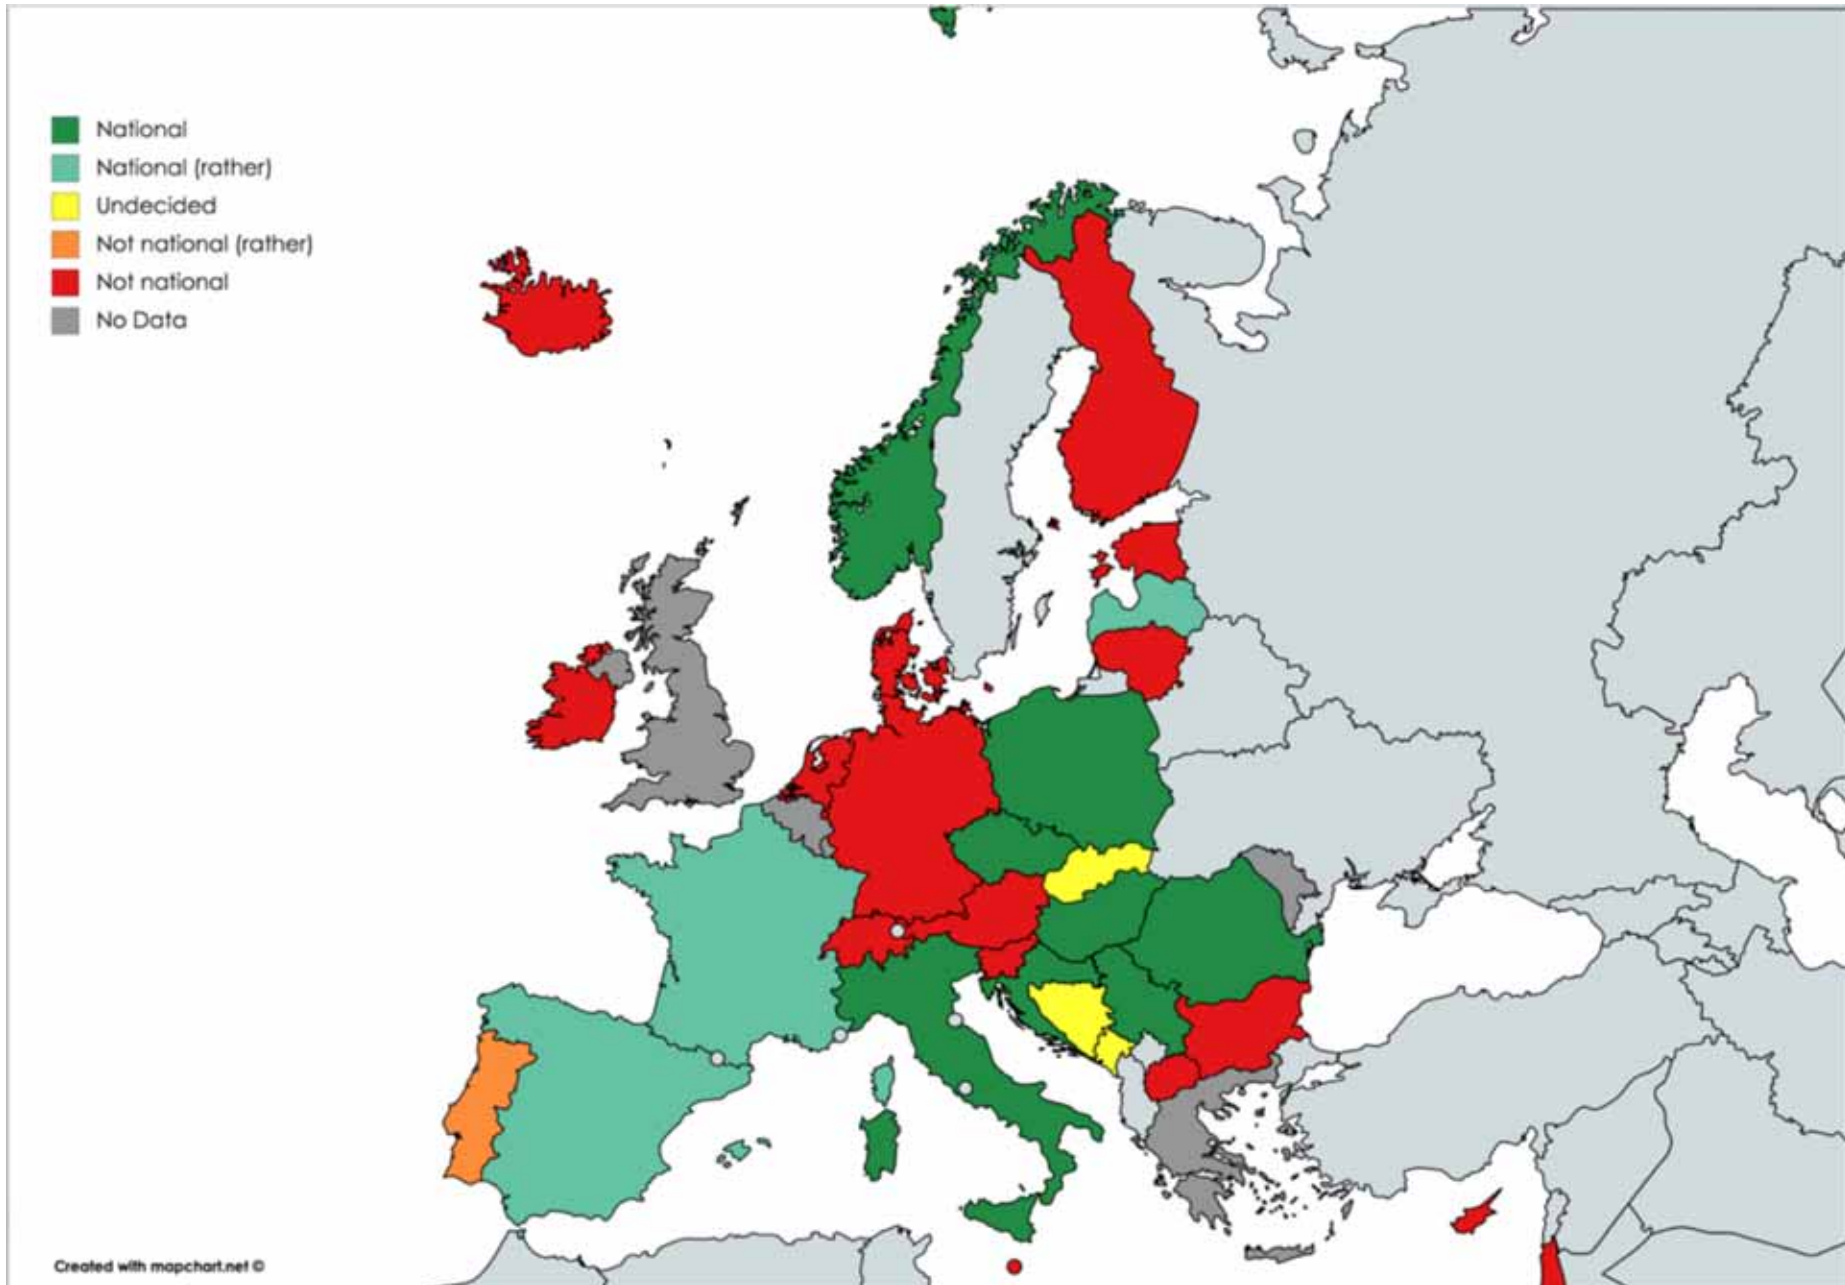 National
National (rather)
Undecided
Not national (rather)
Not national
No Data
Created with mapchart.net ©